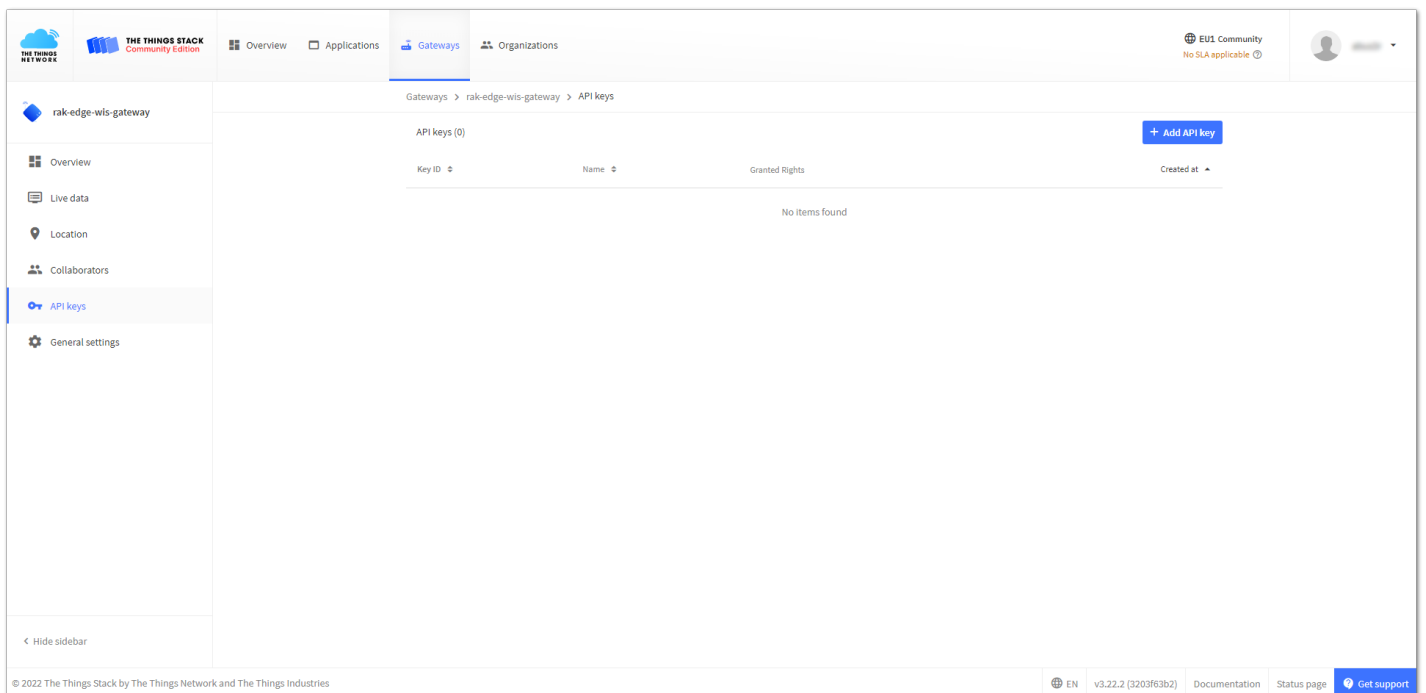 THE THINGS
NETWORK
THE THINGS STACK
Community Edition
Overview
Applications
Gateways
Organizations
EU1 Community
No SLA applicable
rak-edge-wis-gateway
Overview
Live data
Location
Collaborators
API keys
General settings
Hide sidebar
Gateways > rak-edge-wis-gateway > API keys
API keys (0)
+ Add API key
Key ID Name Granted Rights Created at
No items found
© 2022 The Things Stack by The Things Network and The Things Industries
EN v3.22.2 (3203f63b2) Documentation Status page Get support